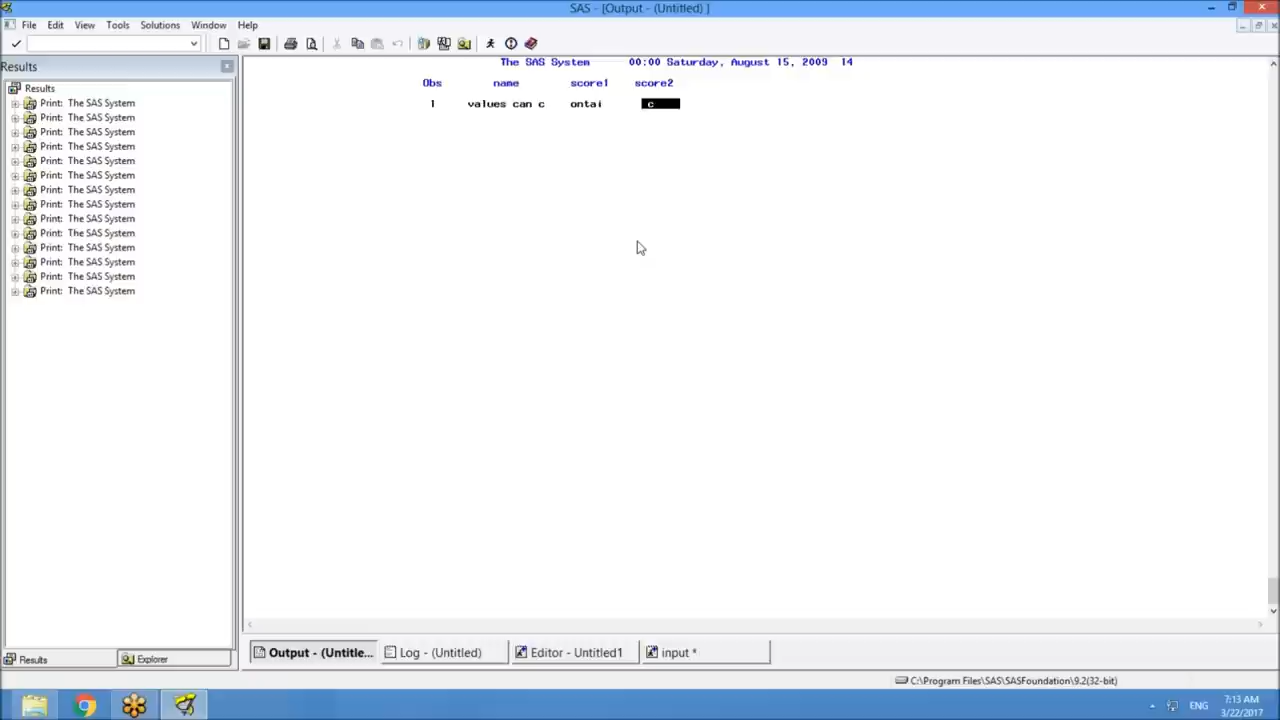 SAS - [Output - (Untitled) ]
File Edit View Tools Solutions Window Help
Results
Results
Print: The SAS System
Print: The SAS System
Print: The SAS System
Print: The SAS System
Print: The SAS System
Print: The SAS System
Print: The SAS System
Print: The SAS System
Print: The SAS System
Print: The SAS System
Print: The SAS System
Print: The SAS System
Print: The SAS System
Print: The SAS System
The SAS System 00:00 Saturday, August 15, 2009 14
Obs name score1 score2
1 values can c ontai c
Results Explorer
Output - (Untitle... Log - (Untitled) Editor - Untitled1 input *
C:\Program Files\SAS\SASFoundation\9.2(32-bit)
ENG
7:13 AM
3/22/2017